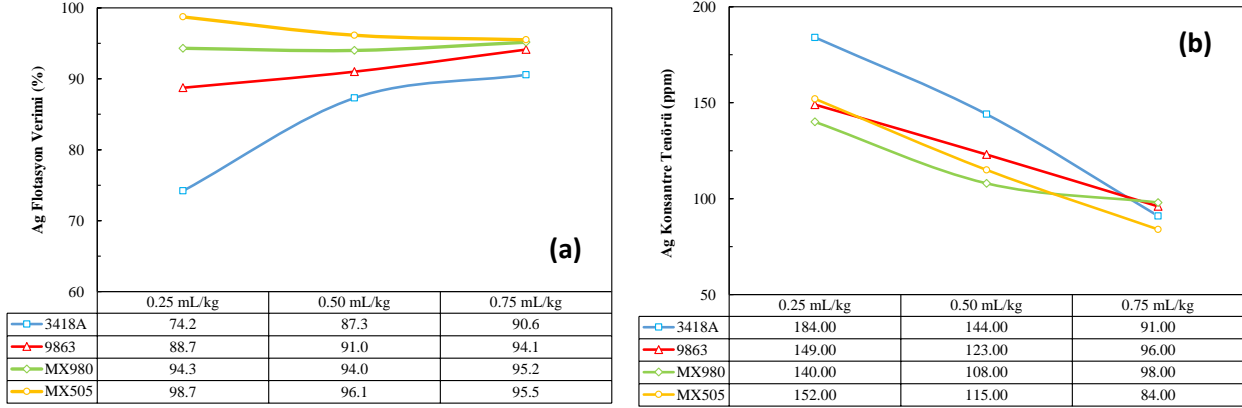 100
90
80
70
60
Ag Flotasyon Verimi (%)
(a)
0.25 mL/kg 0.50 mL/kg 0.75 mL/kg
3418A 74.2 87.3 90.6
9863 88.7 91.0 94.1
MX980 94.3 94.0 95.2
MX505 98.7 96.1 95.5
200
150
100
50
Ag Konsantre Tenörü (ppm)
(b)
0.25 mL/kg 0.50 mL/kg 0.75 mL/kg
3418A 184.00 144.00 91.00
9863 149.00 123.00 96.00
MX980 140.00 108.00 98.00
MX505 152.00 115.00 84.00